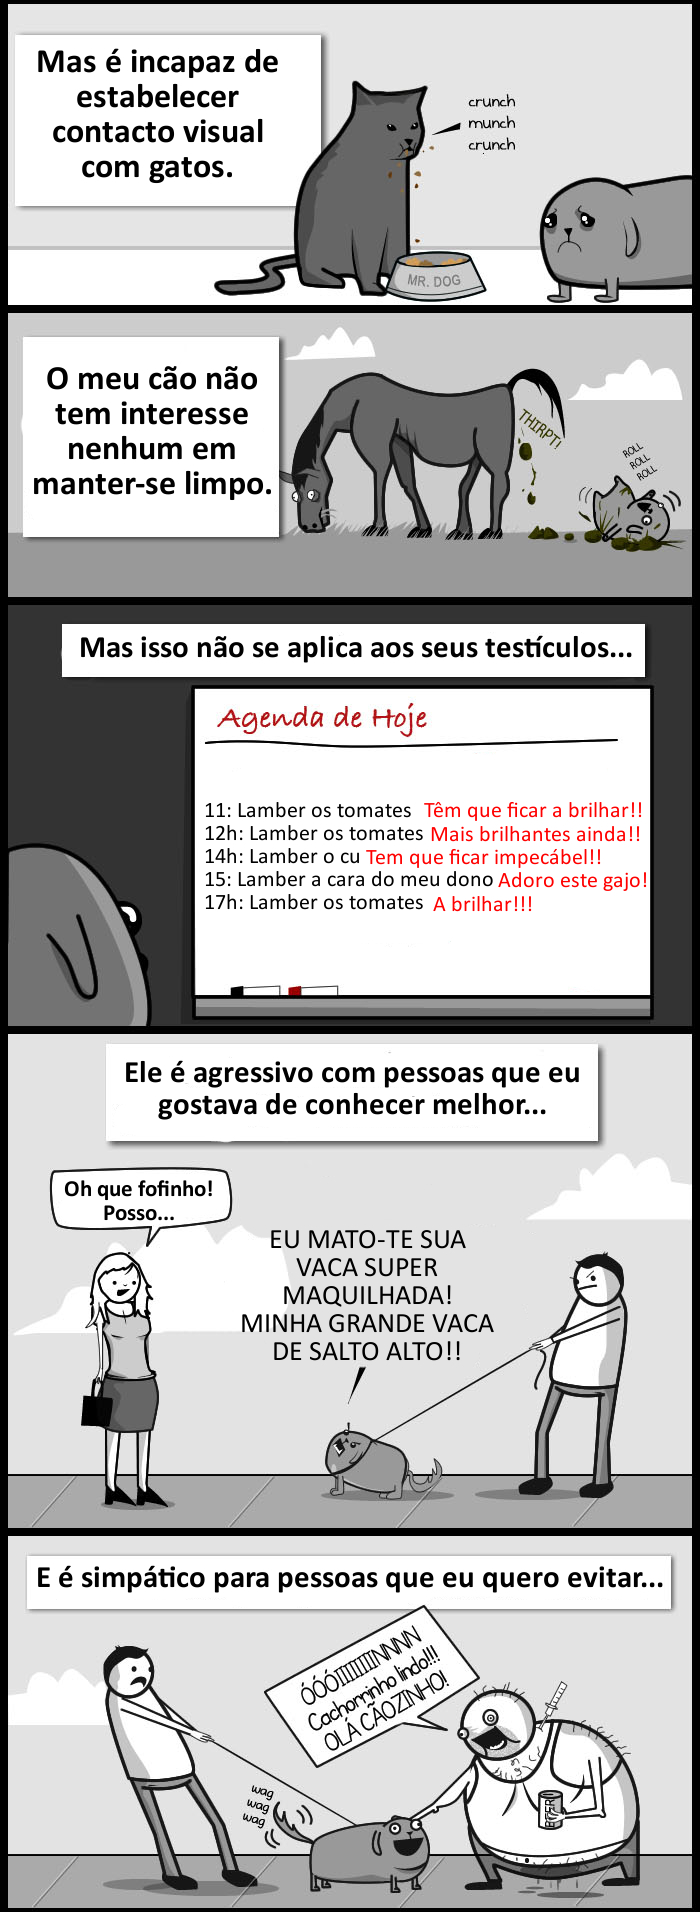 Mas é incapaz de
estabelecer
contacto visual
com gatos.
crunch
munch
crunch
MR. DOG
O meu cão não
tem interesse
nenhum em
manter-se limpo.
THIRPT!
ROLL
ROLL
ROLL
Mas isso não se aplica aos seus testículos...
Agenda de Hoje
11: Lamber os tomates Têm que ficar a brilhar!!
12h: Lamber os tomates Mais brilhantes ainda!!
14h: Lamber o cu Tem que ficar impecábel!!
15: Lamber a cara do meu dono Adoro este gajo!
17h: Lamber os tomates A brilhar!!!
Ele é agressivo com pessoas que eu
gostava de conhecer melhor...
Oh que fofinho!
Posso...
EU MATO-TE SUA
VACA SUPER
MAQUILHADA!
MINHA GRANDE VACA
DE SALTO ALTO!!
E é simpático para pessoas que eu quero evitar...
ÓÓÓIIIIIIIINNNN
Cachorrinho lindo!!!
OLÁ CÃOZINHO!
wag
wag
wag
BEER